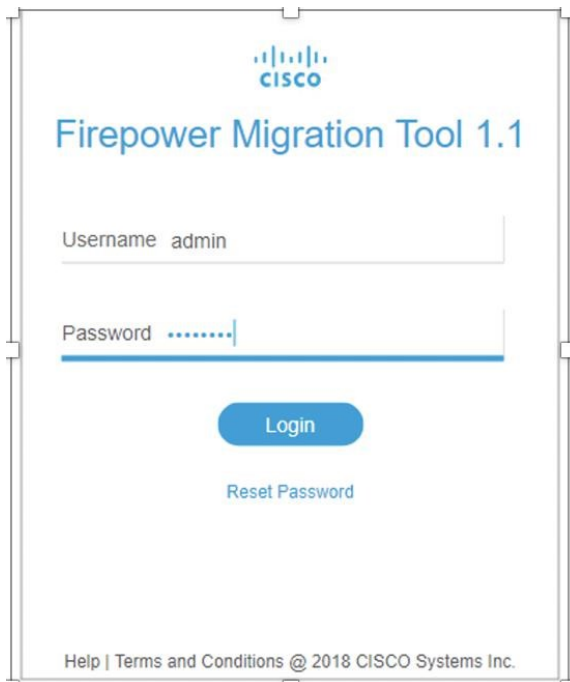 CISCO
Firepower Migration Tool 1.1
Username admin
Password ••••••••
Login
Reset Password
Help | Terms and Conditions @ 2018 CISCO Systems Inc.